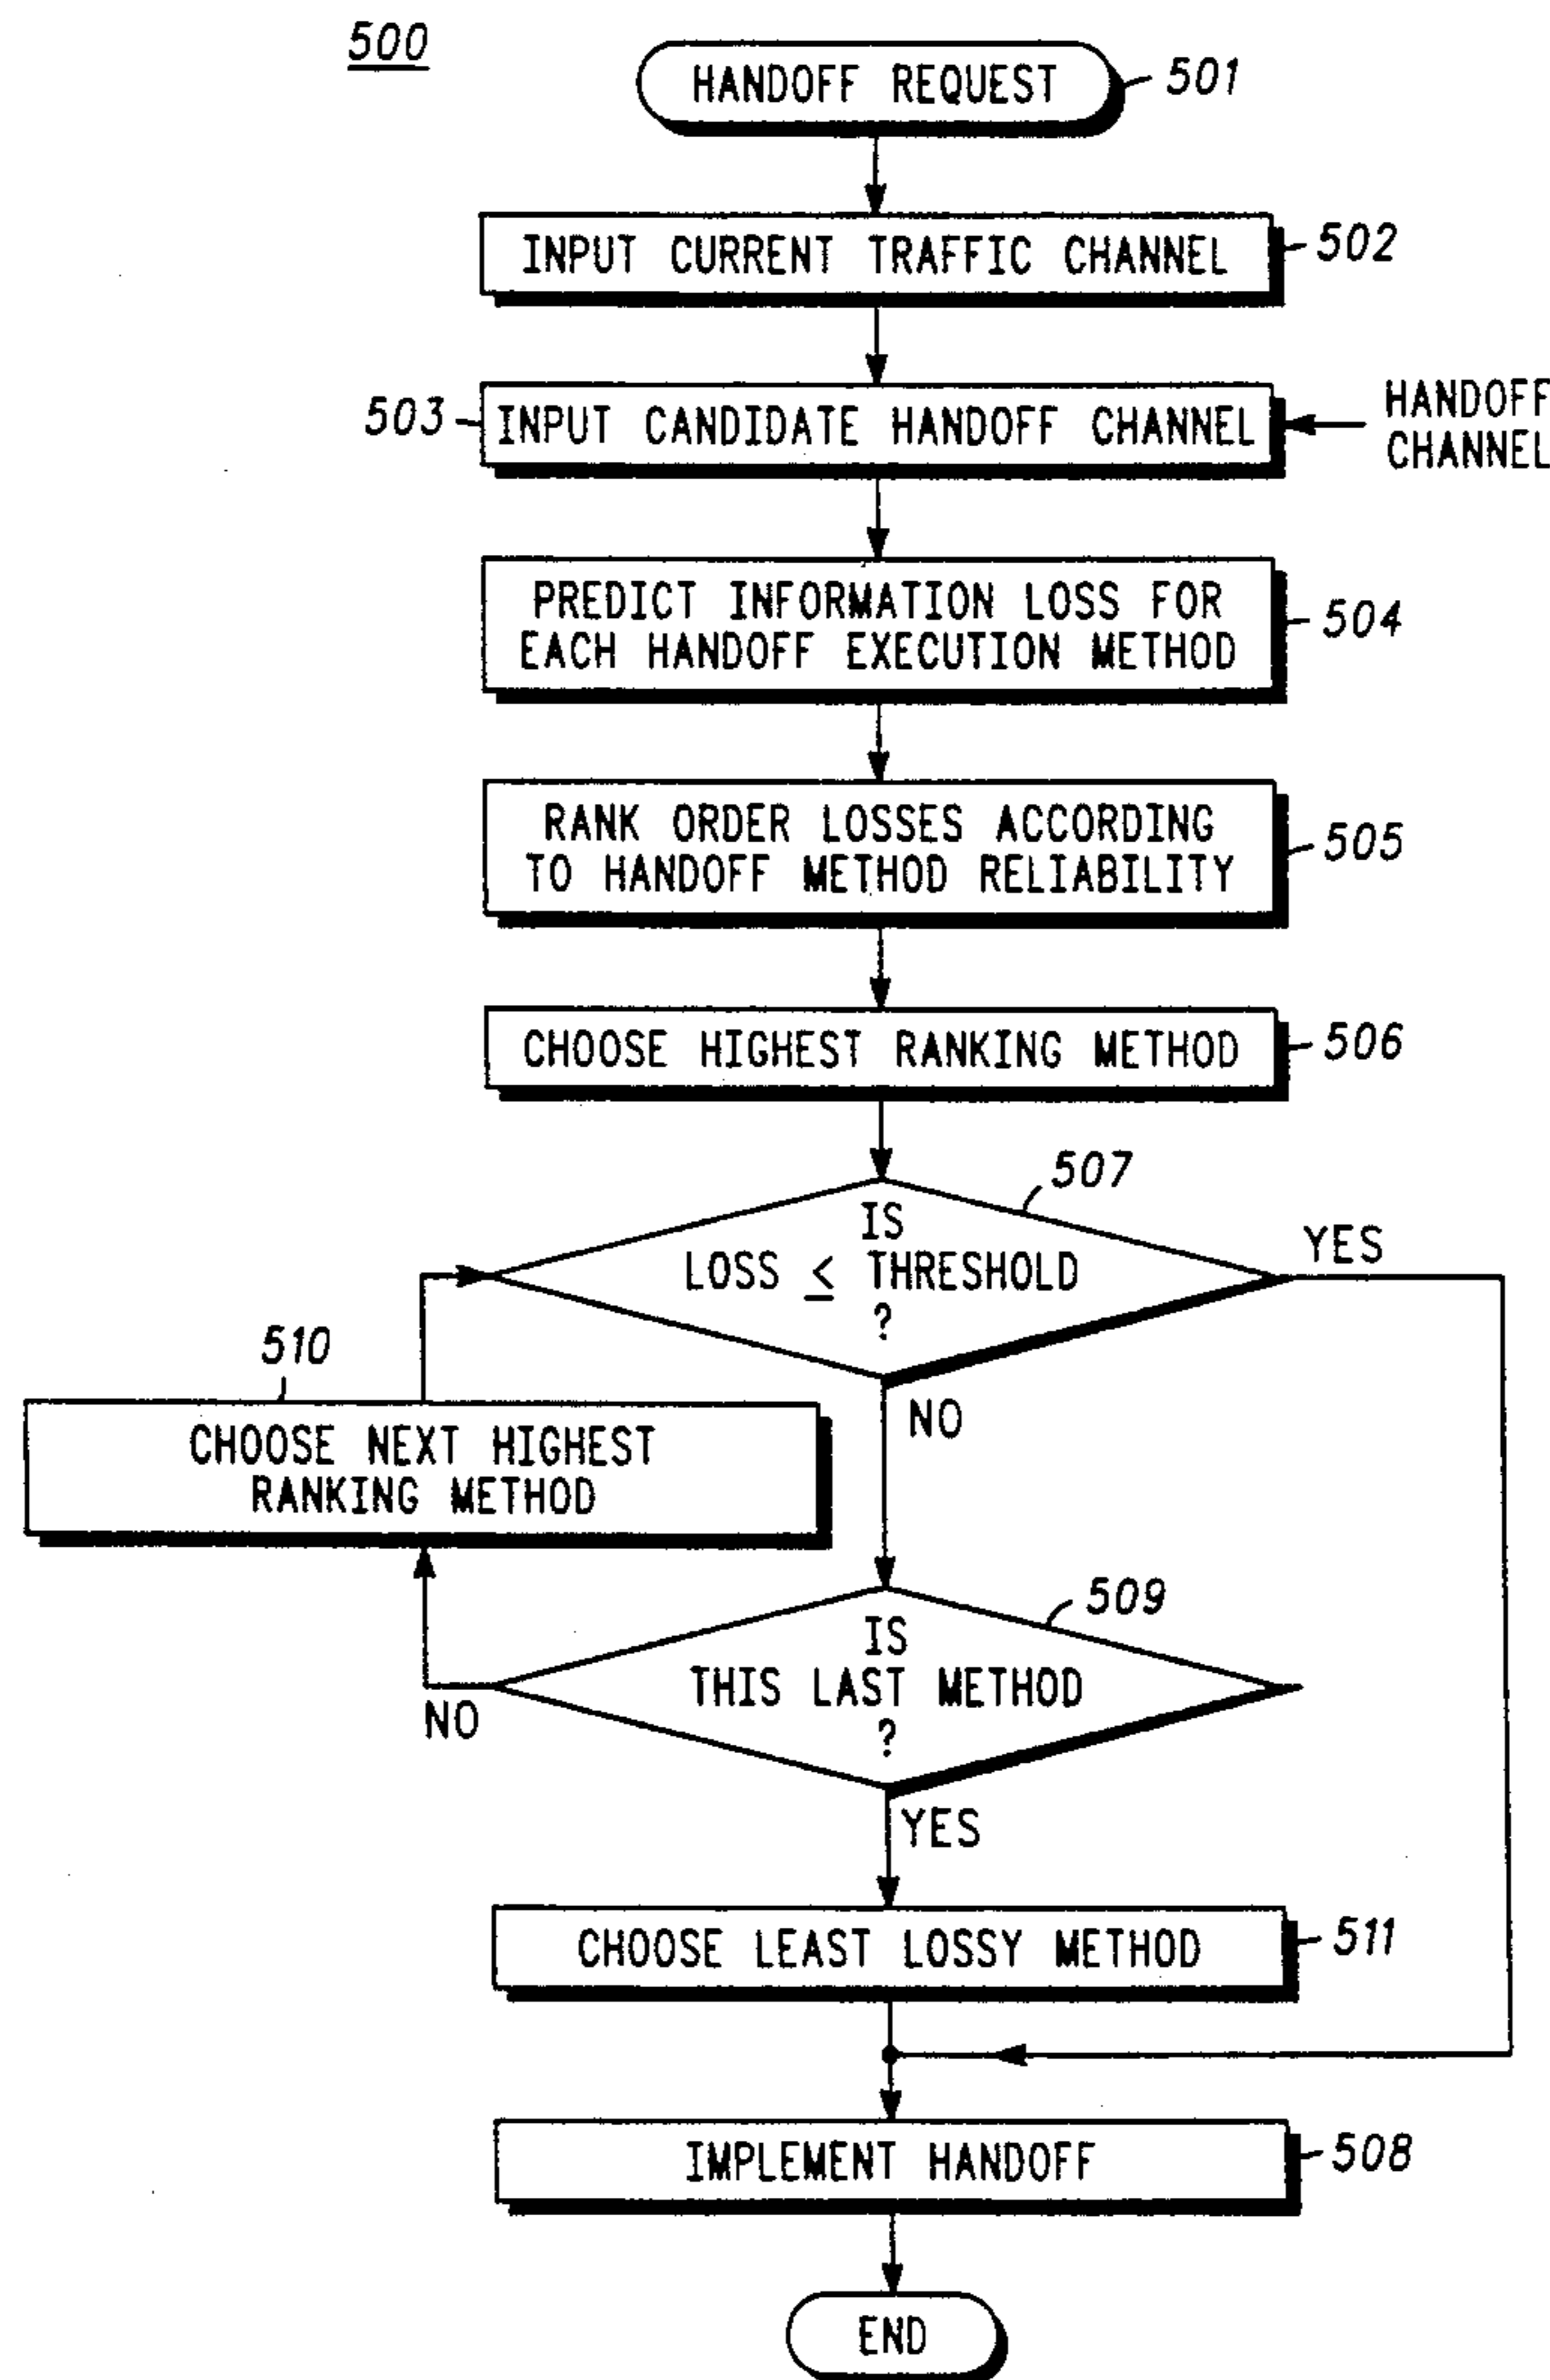 500
HANDOFF REQUEST
501
INPUT CURRENT TRAFFIC CHANNEL
502
503
INPUT CANDIDATE HANDOFF CHANNEL
HANDOFF
CHANNEL
PREDICT INFORMATION LOSS FOR
EACH HANDOFF EXECUTION METHOD
504
RANK ORDER LOSSES ACCORDING
TO HANDOFF METHOD RELIABILITY
505
CHOOSE HIGHEST RANKING METHOD
506
507
IS
LOSS ≤ THRESHOLD
?
YES
NO
510
CHOOSE NEXT HIGHEST
RANKING METHOD
509
IS
THIS LAST METHOD
?
NO
YES
CHOOSE LEAST LOSSY METHOD
511
IMPLEMENT HANDOFF
508
END